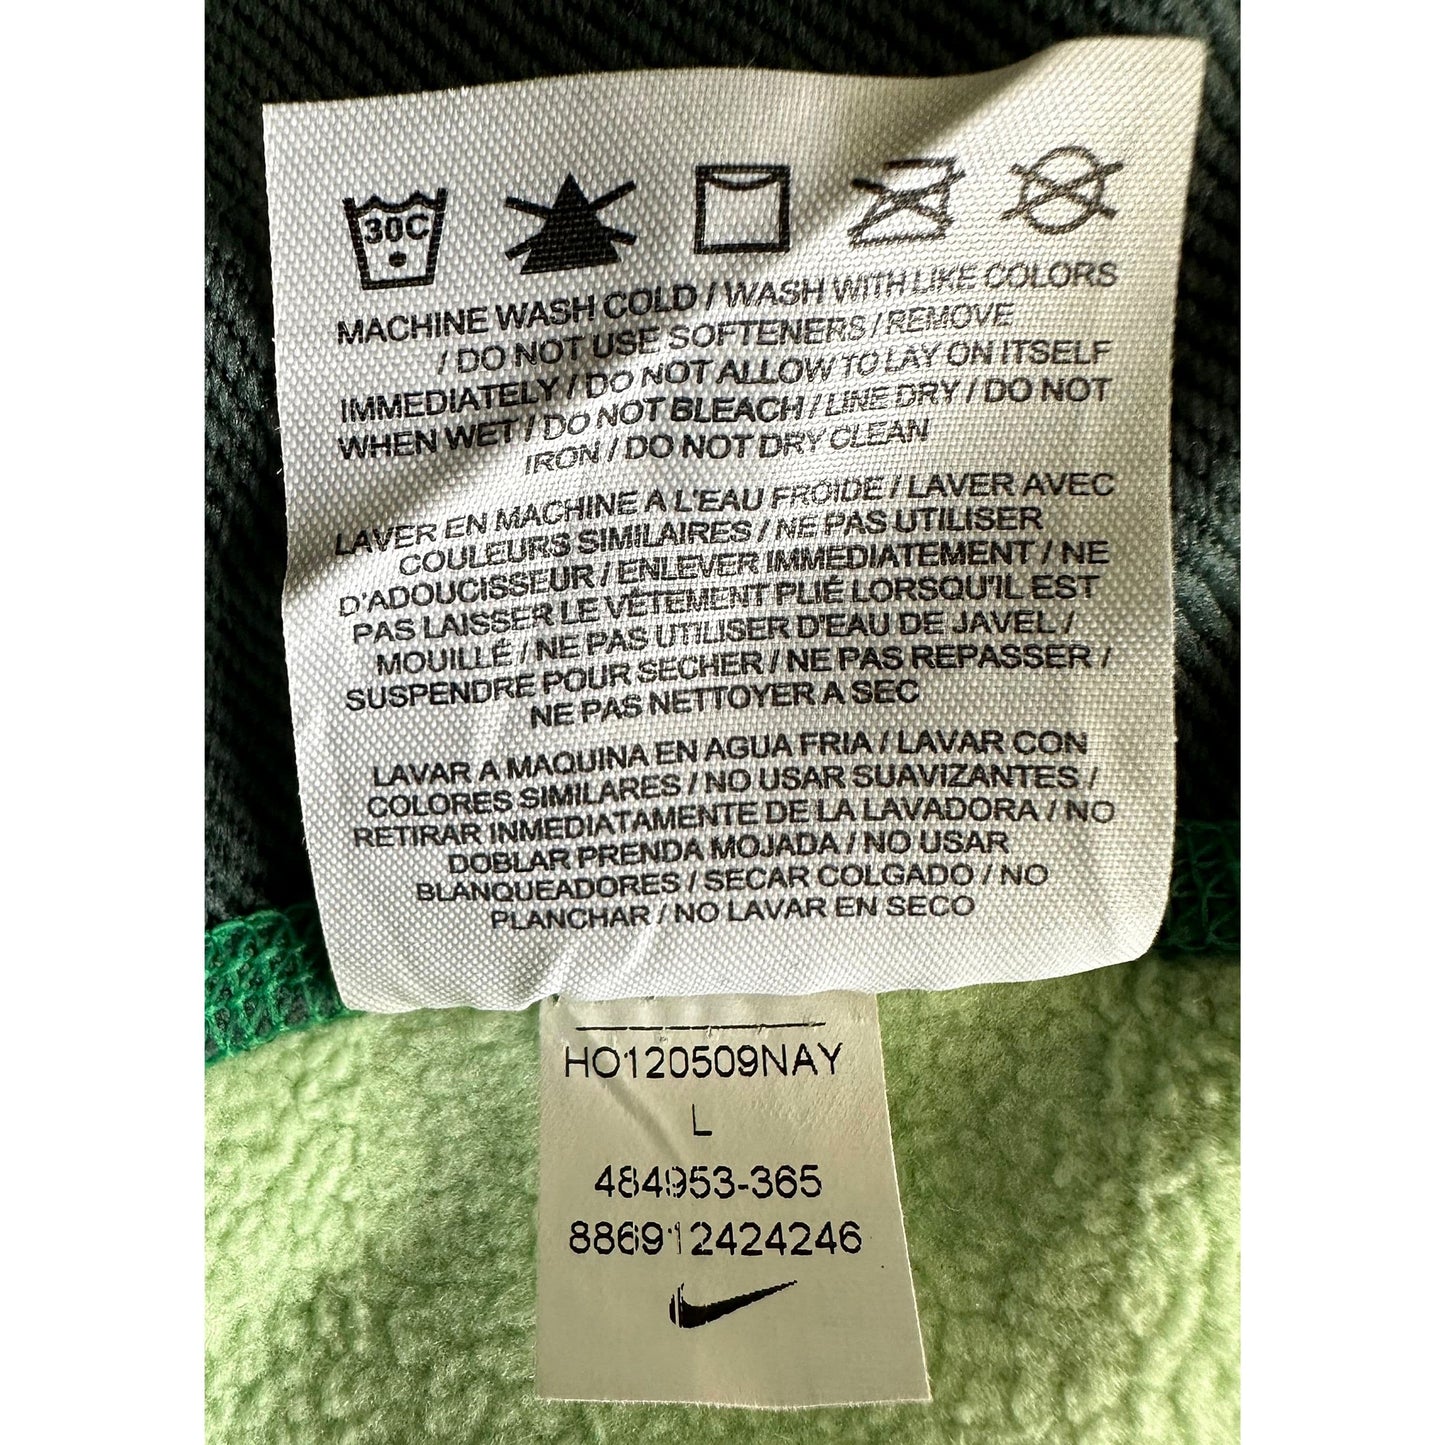 30C
MACHINE WASH COLD / WASH WITH LIKE COLORS
/ DO NOT USE SOFTENERS / REMOVE
IMMEDIATELY / DO NOT ALLOW TO LAY ON ITSELF
WHEN WET / DO NOT BLEACH / LINE DRY / DO NOT
IRON / DO NOT DRY CLEAN
LAVER EN MACHINE A L'EAU FROIDE / LAVER AVEC
COULEURS SIMILAIRES / NE PAS UTILISER
D'ADOUCISSEUR / ENLEVER IMMEDIATEMENT / NE
PAS LAISSER LE VÊTEMENT PLIÉ LORSQU'IL EST
MOUILLÉ / NE PAS UTILISER D'EAU DE JAVEL /
SUSPENDRE POUR SECHER / NE PAS REPASSER /
NE PAS NETTOYER A SEC
LAVAR A MAQUINA EN AGUA FRIA / LAVAR CON
COLORES SIMILARES / NO USAR SUAVIZANTES /
RETIRAR INMEDIATAMENTE DE LA LAVADORA / NO
DOBLAR PRENDA MOJADA / NO USAR
BLANQUEADORES / SECAR COLGADO / NO
PLANCHAR / NO LAVAR EN SECO
HO120509NAY
L
484953-365
886912424246